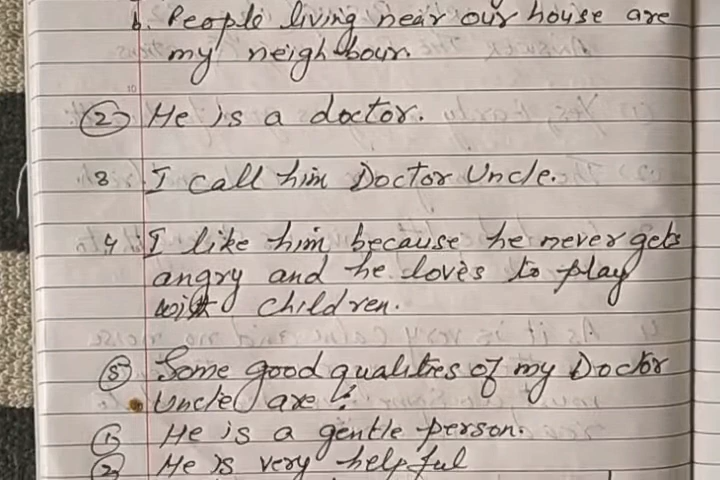 b. People living near our house are
my neighbour.
② He is a doctor.
3 I call him Doctor Uncle.
4 I like him because he never gets
angry and he loves to play
with children.
⑤ Some good qualities of my Doctor
Uncle are :
① He is a gentle person.
② He is very helpful